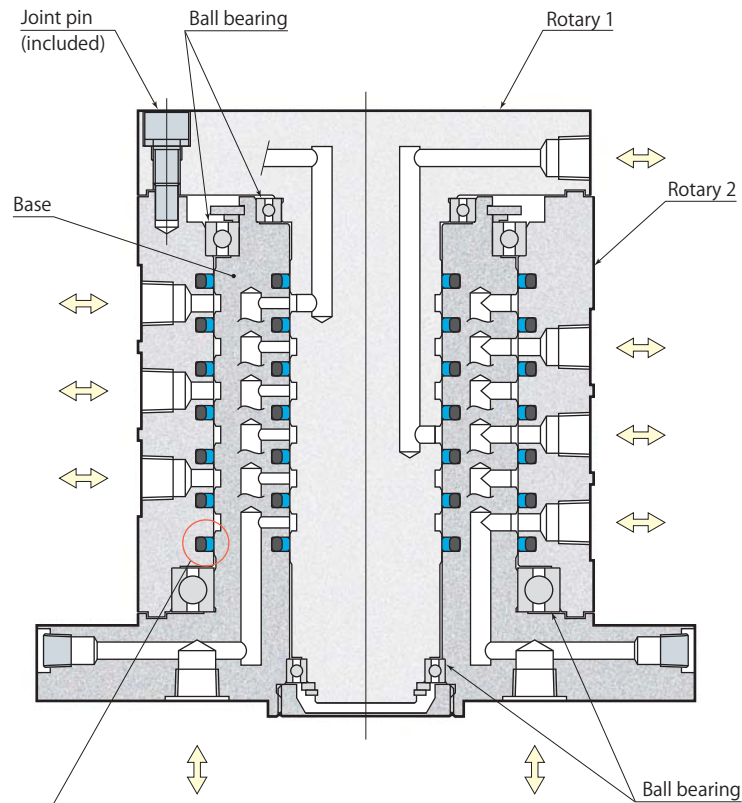 Joint pin
(included)
Ball bearing
Rotary 1
Base
Rotary 2
Ball bearing